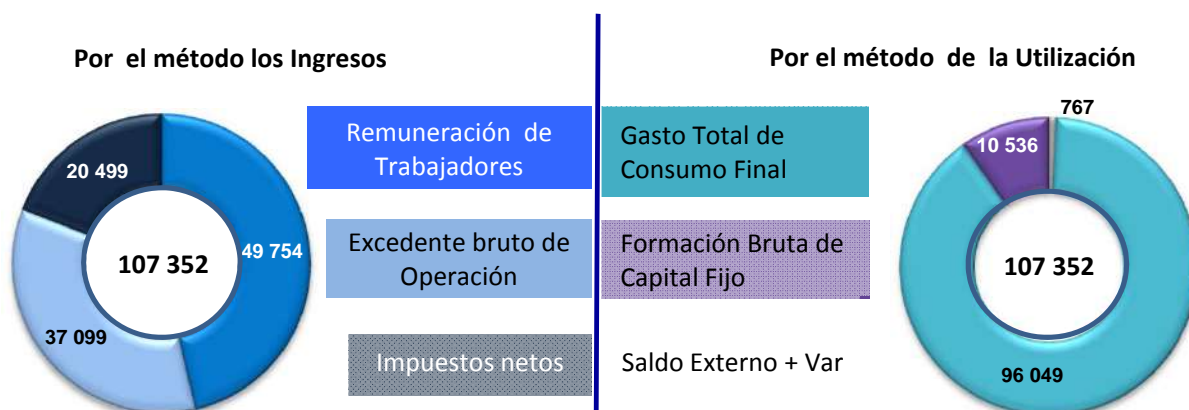 Por el método los Ingresos
20 499
49 754
107 352
37 099
Remuneración de
Trabajadores
Excedente bruto de
Operación
Impuestos netos
Por el método de la Utilización
Gasto Total de
Consumo Final
Formación Bruta de
Capital Fijo
Saldo Externo + Var
767
10 536
107 352
96 049